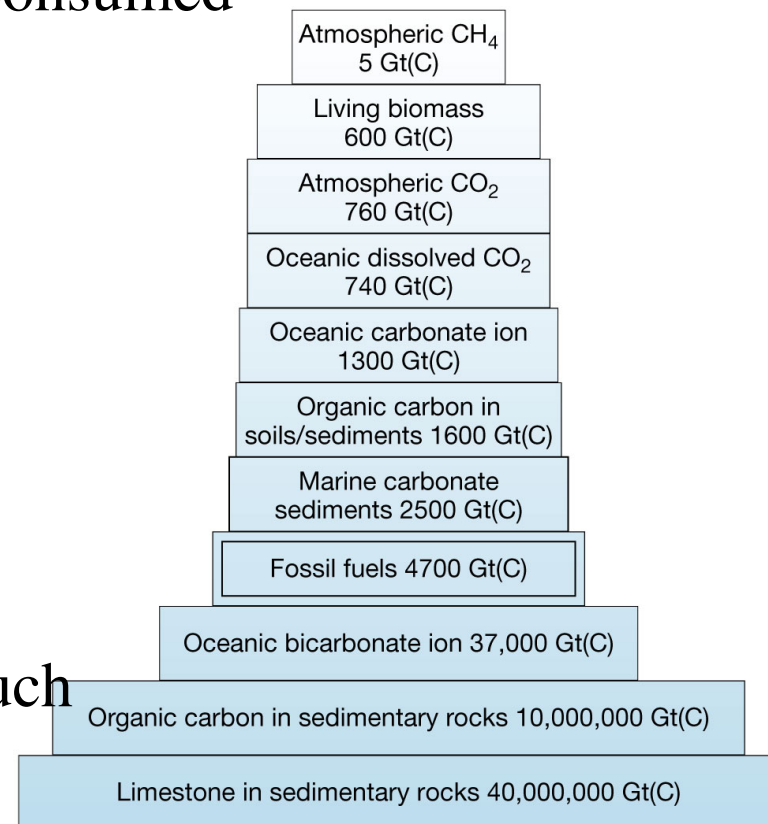 onsumed
Atmospheric CH₄
5 Gt(C)
Living biomass
600 Gt(C)
Atmospheric CO₂
760 Gt(C)
Oceanic dissolved CO₂
740 Gt(C)
Oceanic carbonate ion
1300 Gt(C)
Organic carbon in
soils/sediments 1600 Gt(C)
Marine carbonate
sediments 2500 Gt(C)
Fossil fuels 4700 Gt(C)
Oceanic bicarbonate ion 37,000 Gt(C)
uch
Organic carbon in sedimentary rocks 10,000,000 Gt(C)
Limestone in sedimentary rocks 40,000,000 Gt(C)